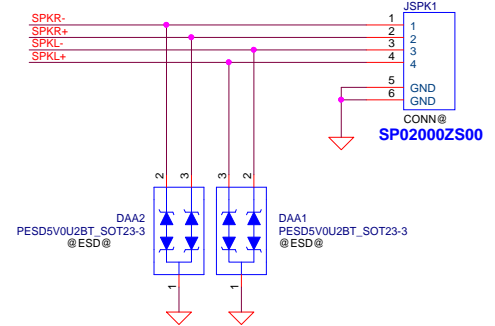 JSPK1
SPKR- 1 1
SPKR+ 2 2
SPKL- 3 3
SPKL+ 4 4
5 GND
6 GND
CONN@
SP02000ZS00
2 3 3 2
DAA2 DAA1
PESD5V0U2BT_SOT23-3 PESD5V0U2BT_SOT23-3
@ESD@ @ESD@
1 1